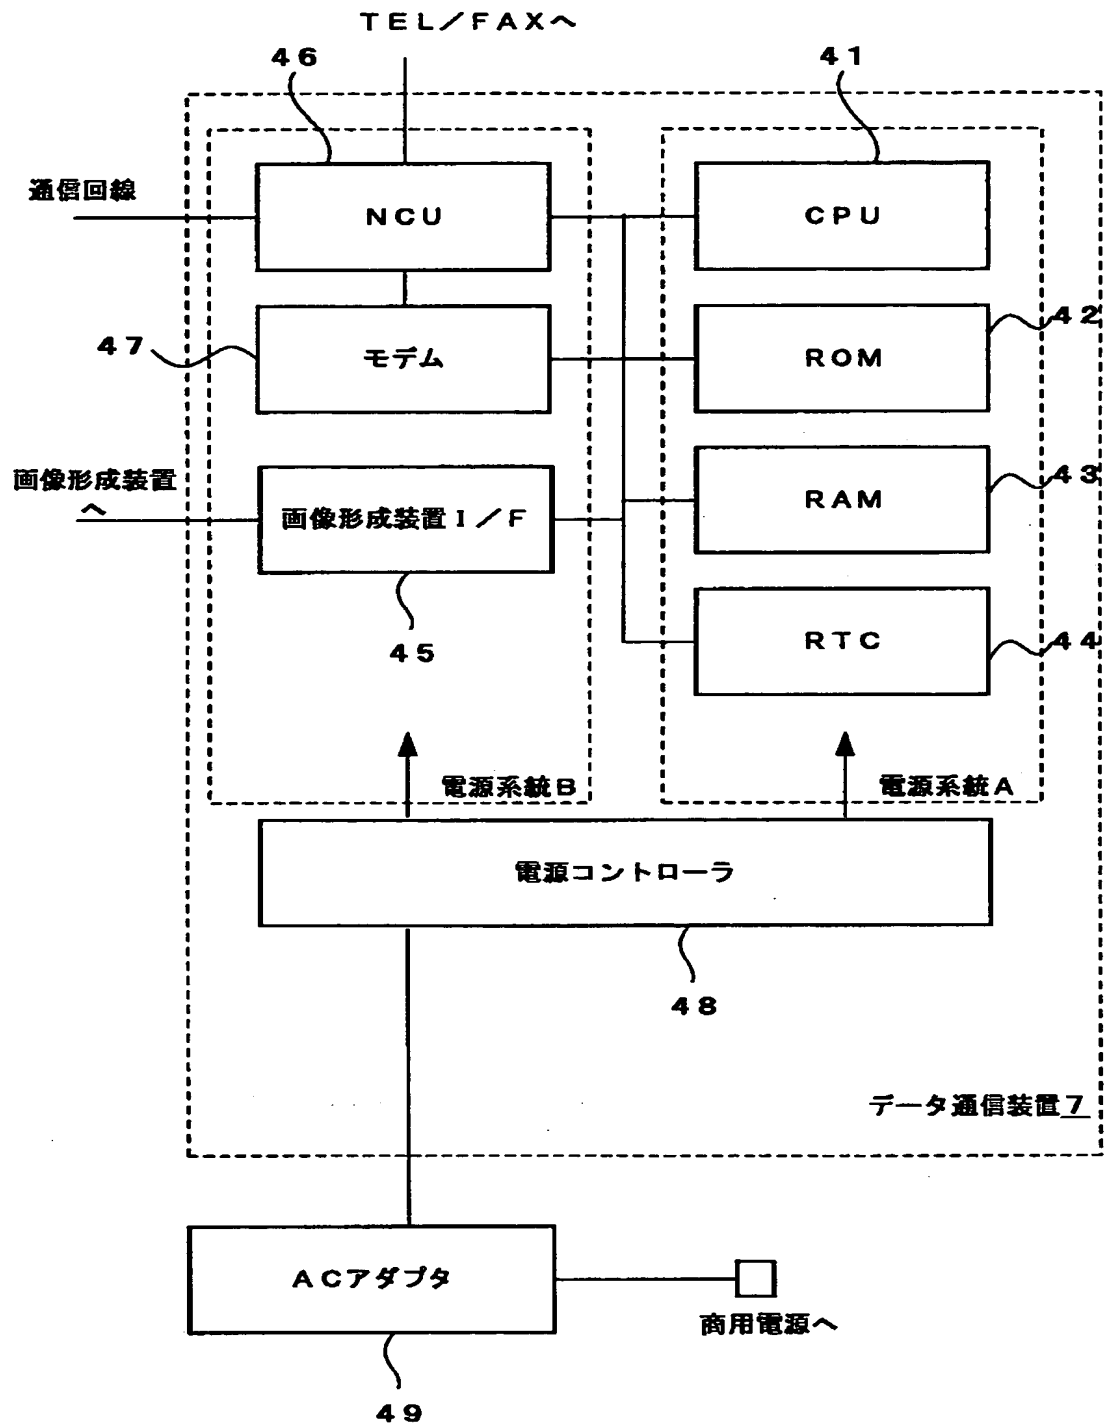 ＴＥＬ／ＦＡＸへ
４６
４１
通信回線
ＮＣＵ
ＣＰＵ
４７
モデム
ＲＯＭ
４２
画像形成装置
へ
画像形成装置Ｉ／Ｆ
ＲＡＭ
４３
４５
ＲＴＣ
４４
電源系統Ｂ
電源系統Ａ
電源コントローラ
４８
データ通信装置７
ＡＣアダプタ
商用電源へ
４９